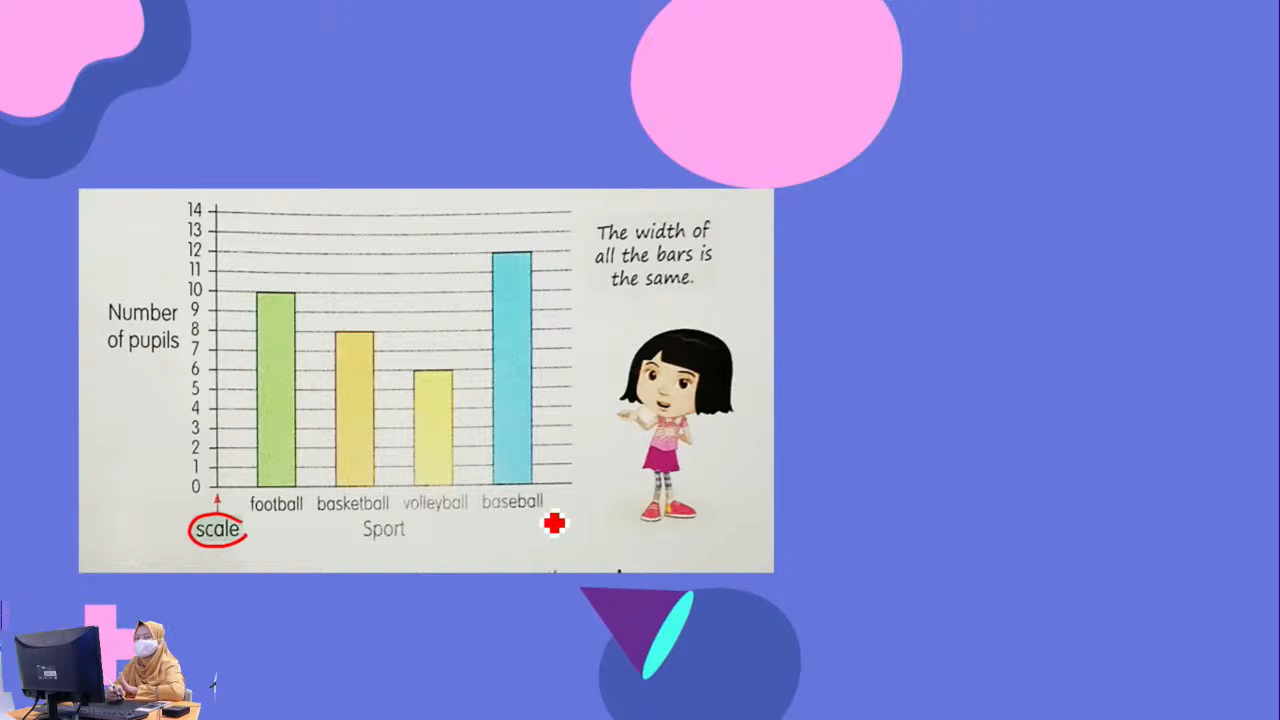 14
13
12
11
10
9
8
7
6
5
4
3
2
1
0
Number
of pupils
football basketball volleyball baseball
scale
Sport
The width of
all the bars is
the same.